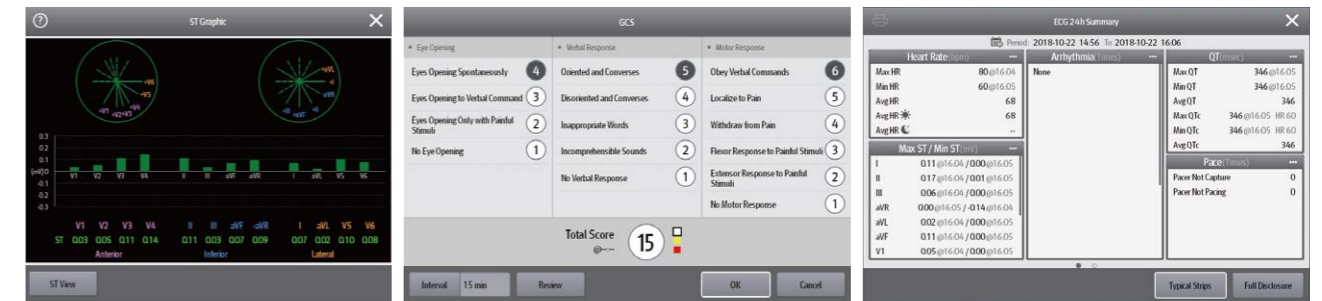 ST Graphic
+V6
+V5
+V4
+V1 +V2+V3
+aVL
+I
-aVR
+III
+II
+aVF
0.3
0.2
0.1
(mV)0
-0.1
-0.2
-0.3
V1 V2 V3 V4 II III aVF -aVR I aVL V5 V6
V1 V2 V3 V4 II III aVF -aVR I aVL V5 V6
ST 0.03 0.05 0.11 0.14 0.11 0.03 0.07 0.09 0.07 0.02 0.10 0.08
Anterior Inferior Lateral
ST View
GCS
Eye Opening Verbal Response Motor Response
Eyes Opening Spontaneously 4 Oriented and Converses 5 Obey Verbal Commands 6
Eyes Opening to Verbal Command 3 Disoriented and Converses 4 Localize to Pain 5
Eyes Opening Only with Painful
Stimuli 2 Inappropriate Words 3 Withdraw from Pain 4
No Eye Opening 1 Incomprehensible Sounds 2 Flexor Response to Painful Stimuli 3
No Verbal Response 1 Extensor Response to Painful
Stimuli 2
No Motor Response 1
Total Score 15
@--:--
Interval 15 min Review OK Cancel
ECG 24h Summary
Period: 2018-10-22 14:56 To 2018-10-22 16:06
Heart Rate(bpm) ...
Max HR 80@16:04
Min HR 60@16:05
Avg HR 68
Avg HR 68
Avg HR --
Max ST / Min ST(mV) ...
I 0.11@16:04 / 0.00@16:05
II 0.17@16:04 / 0.01@16:05
III 0.06@16:04 / 0.00@16:05
aVR 0.00@16:05 / -0.14@16:04
aVL 0.02@16:04 / 0.00@16:05
aVF 0.11@16:04 / 0.00@16:05
V1 0.05@16:04 / 0.00@16:05
Arrhythmia(Times) ...
None
QT(msec) ...
Max QT 346@16:05
Min QT 346@16:05
Avg QT 346
Max QTc 346@16:05 HR 60
Min QTc 346@16:05 HR 60
Avg QTc 346
Pace(Times) ...
Pacer Not Capture 0
Pacer Not Pacing 0
Typical Strips Full Disclosure